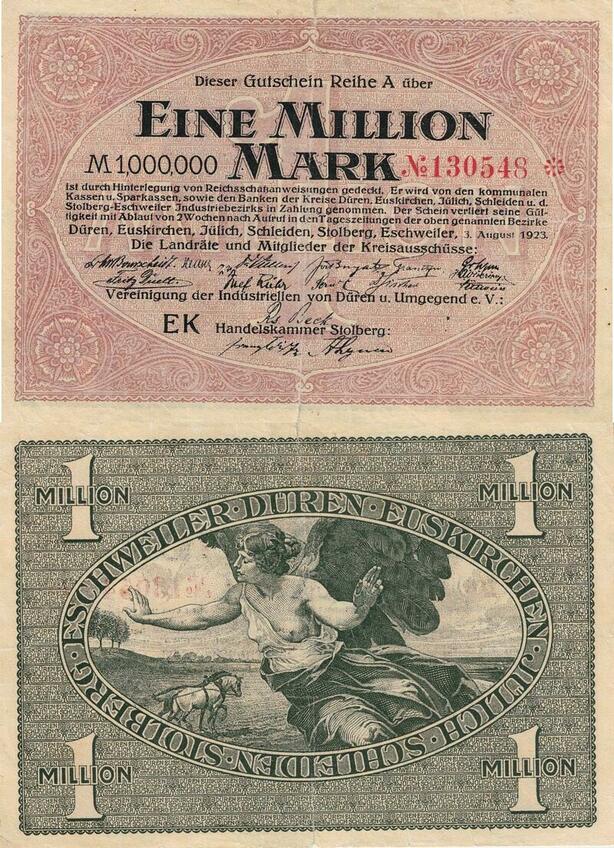 Dieser Gutschein Reihe A über
EINE MILLION
M 1,000,000 MARK № 130548 *
ist durch Hinterlegung von Reichsschatzanweisungen gedeckt. Er wird von den kommunalen
Kassen u. Sparkassen, sowie den Banken der Kreise Düren, Euskirchen, Jülich, Schleiden u. d.
Stolberg-Eschweiler Industriebezirks in Zahlung genommen. Der Schein verliert seine Gül-
tigkeit mit Ablauf von 2 Wochen nach Aufruf in den Tageszeitungen der oben genannten Bezirke
Düren, Euskirchen, Jülich, Schleiden, Stolberg, Eschweiler, 3. August 1923.
Die Landräte und Mitglieder der Kreisausschüsse:
Vereinigung der Industriellen von Düren u. Umgegend e. V.:
EK Handelskammer Stolberg:
1 MILLION
1 MILLION
STOLBERG · ESCHWEILER · DÜREN · EUSKIRCHEN · JÜLICH · SCHLEIDEN ·
1 MILLION
1 MILLION